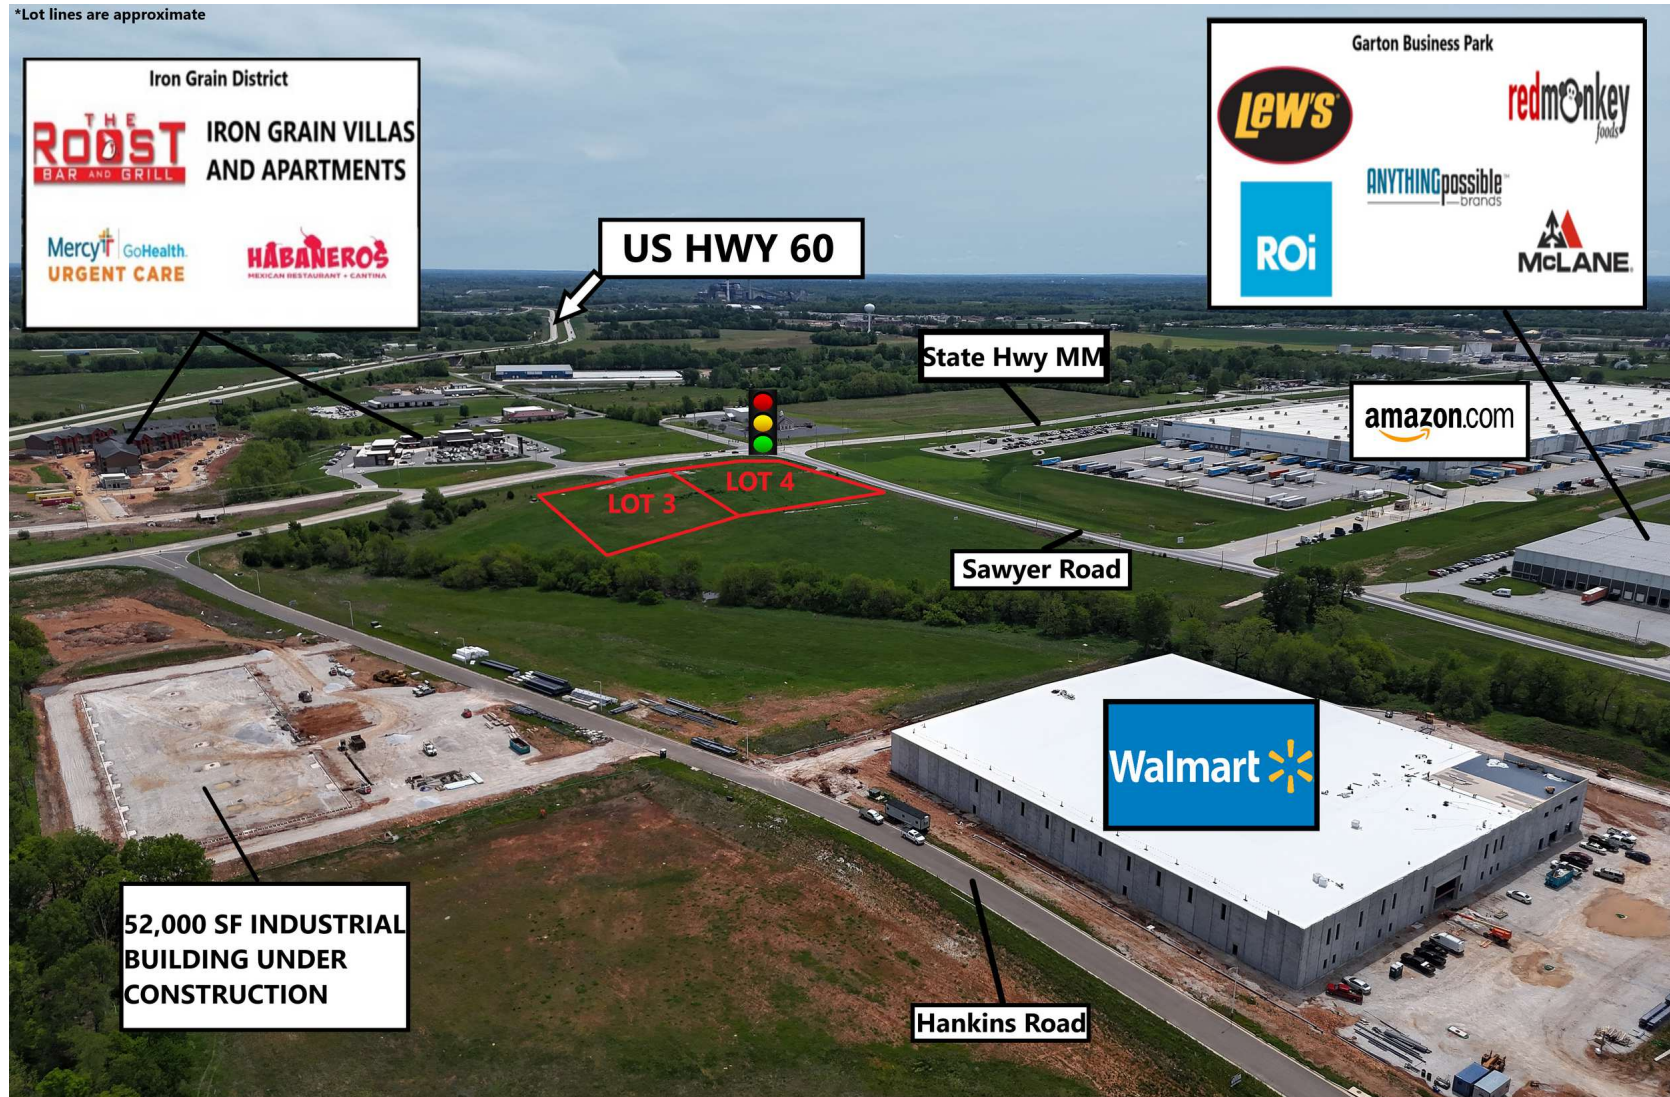 *Lot lines are approximate
Iron Grain District
THE
ROOST
BAR AND GRILL
IRON GRAIN VILLAS
AND APARTMENTS
Mercy GoHealth
URGENT CARE
HABANEROS
MEXICAN RESTAURANT + CANTINA
US HWY 60
Garton Business Park
LEW'S
redmonkey
foods
ANYTHINGpossible
brands
ROi
McLANE
State Hwy MM
amazon.com
LOT 3
LOT 4
Sawyer Road
Walmart
52,000 SF INDUSTRIAL
BUILDING UNDER
CONSTRUCTION
Hankins Road